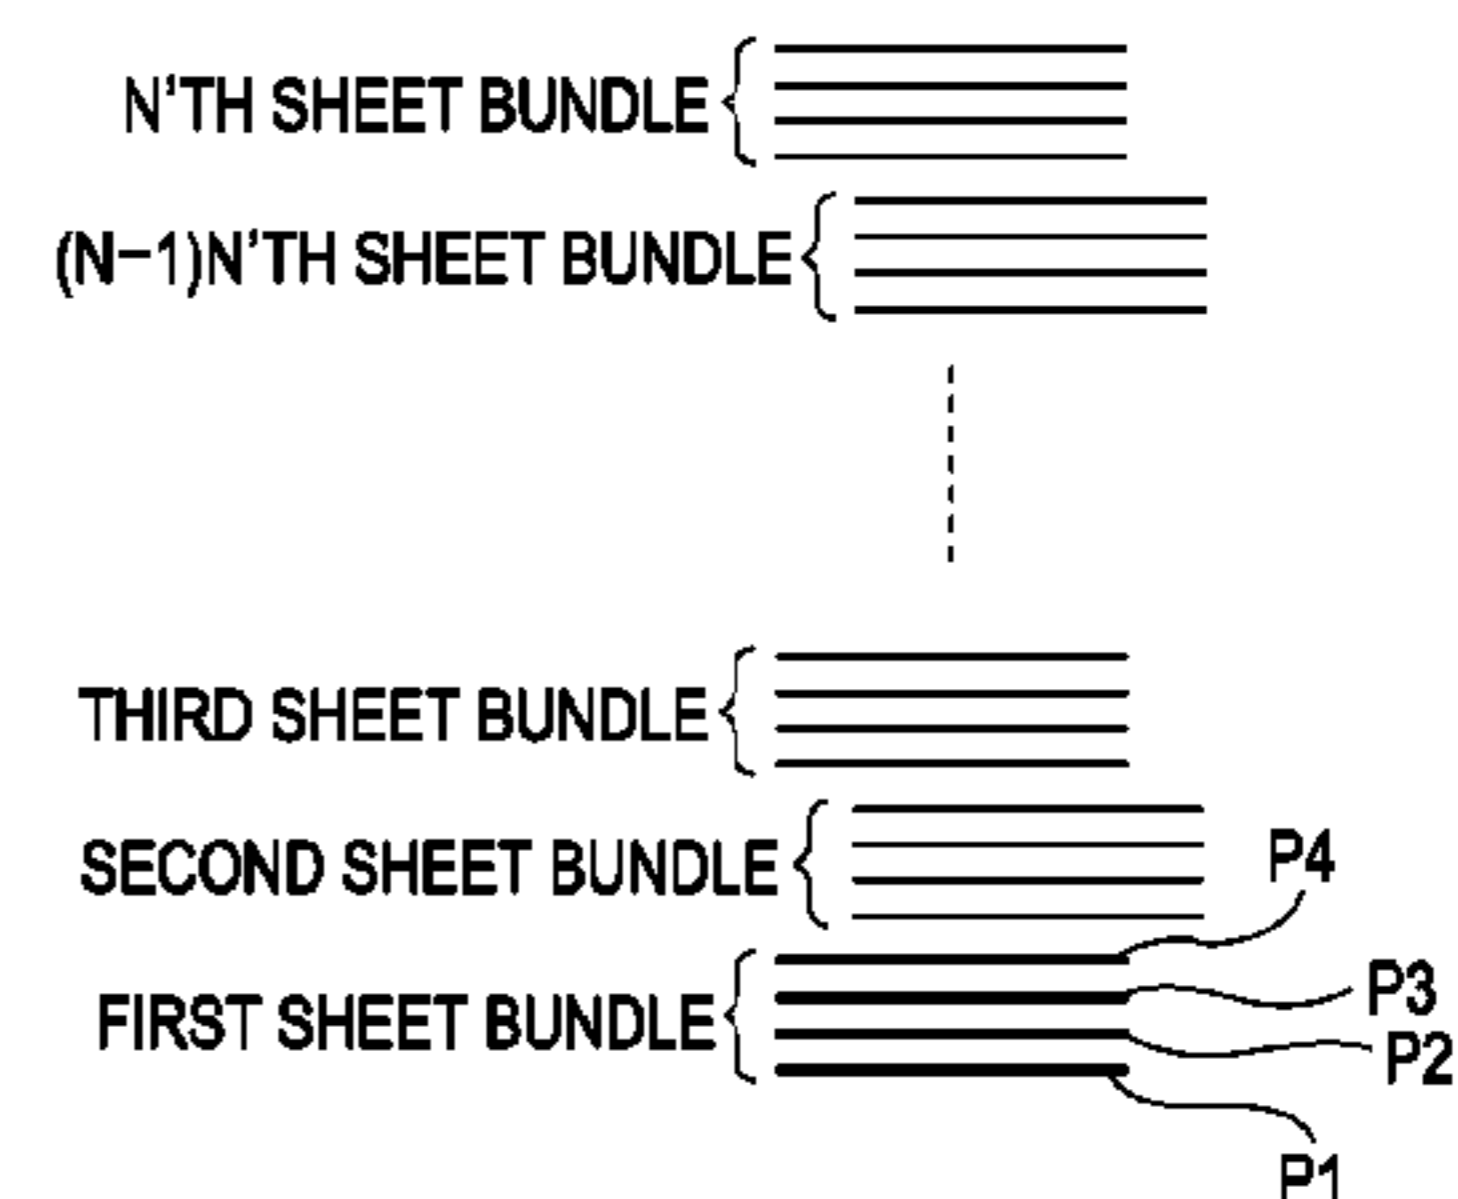 N'TH SHEET BUNDLE
(N-1)N'TH SHEET BUNDLE
THIRD SHEET BUNDLE
SECOND SHEET BUNDLE
P4
FIRST SHEET BUNDLE
P3
P2
P1